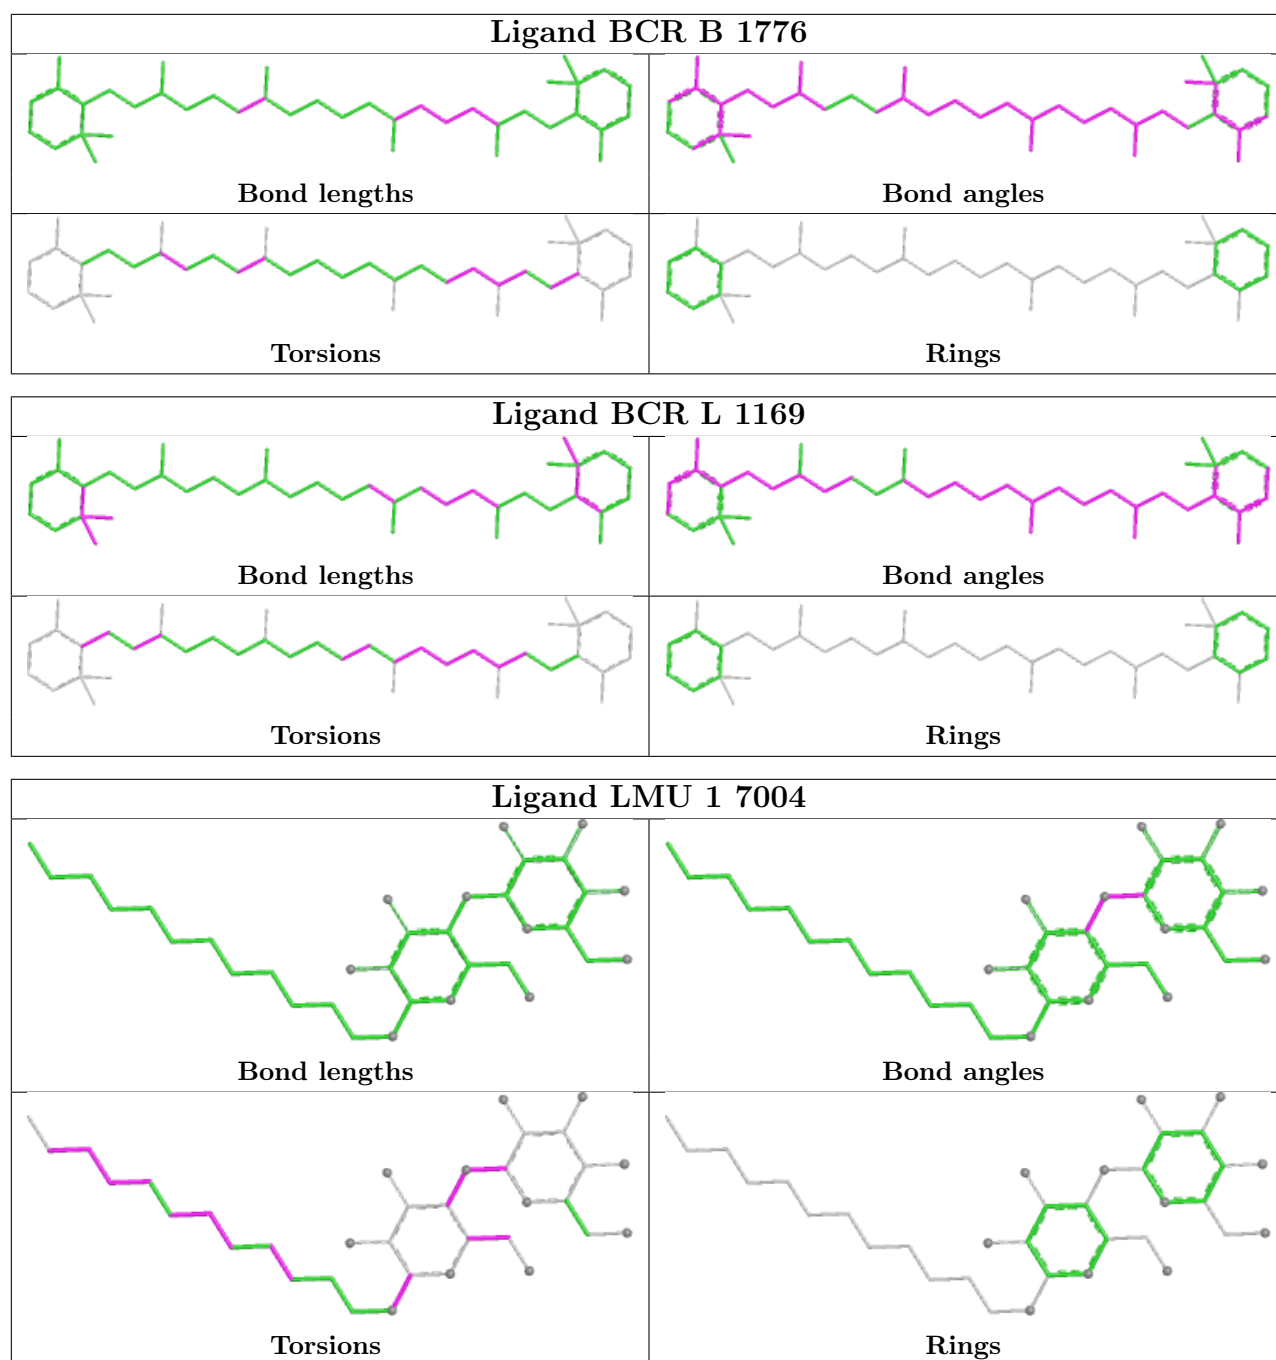 Ligand BCR B 1776
Bond lengths
Bond angles
Torsions
Rings
Ligand BCR L 1169
Bond lengths
Bond angles
Torsions
Rings
Ligand LMU 1 7004
Bond lengths
Bond angles
Torsions
Rings